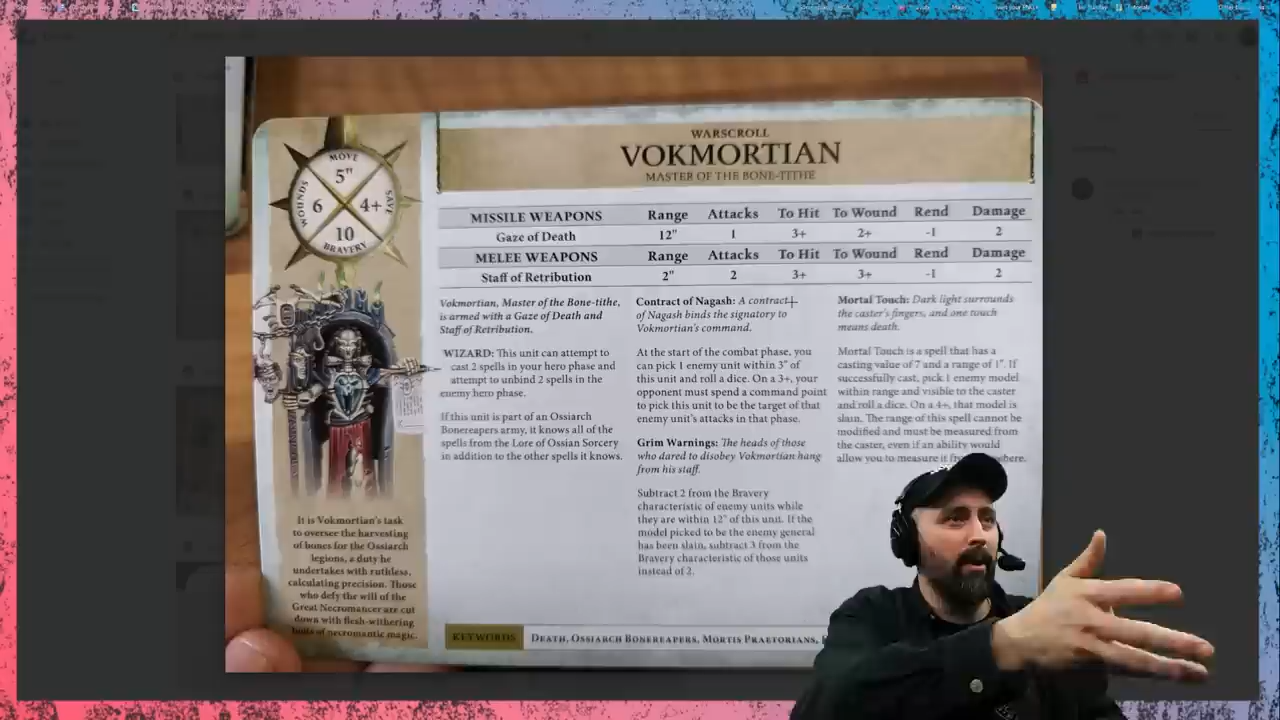 WARSCROLL
VOKMORTIAN
MASTER OF THE BONE-TITHE
MOVE
5"
WOUNDS
6
4+
SAVE
10
BRAVERY
MISSILE WEAPONS Range Attacks To Hit To Wound Rend Damage
Gaze of Death 12" 1 3+ 2+ -1 2
MELEE WEAPONS Range Attacks To Hit To Wound Rend Damage
Staff of Retribution 2" 2 3+ 3+ -1 2
Vokmortian, Master of the Bone-tithe,
is armed with a Gaze of Death and
Staff of Retribution.
WIZARD: This unit can attempt to
cast 2 spells in your hero phase and
attempt to unbind 2 spells in the
enemy hero phase.
If this unit is part of an Ossiarch
Bonereapers army, it knows all of the
spells from the Lore of Ossian Sorcery
in addition to the other spells it knows.
Contract of Nagash: A contract
of Nagash binds the signatory to
Vokmortian's command.
At the start of the combat phase, you
can pick 1 enemy unit within 3" of
this unit and roll a dice. On a 3+, your
opponent must spend a command point
to pick this unit to be the target of that
enemy unit's attacks in that phase.
Grim Warnings: The heads of those
who dared to disobey Vokmortian hang
from his staff.
Subtract 2 from the Bravery
characteristic of enemy units while
they are within 12" of this unit. If the
model picked to be the enemy general
has been slain, subtract 3 from the
Bravery characteristic of those units
instead of 2.
Mortal Touch: Dark light surrounds
the caster's fingers, and one touch
means death.
Mortal Touch is a spell that has a
casting value of 7 and a range of 1". If
successfully cast, pick 1 enemy model
within range and visible to the caster
and roll a dice. On a 4+, that model is
slain. The range of this spell cannot be
modified and must be measured from
the caster, even if an ability would
allow you to measure it
It is Vokmortian's task
to oversee the harvesting
of bones for the Ossiarch
legions, a duty he
undertakes with ruthless,
calculating precision. Those
who defy the will of the
Great Necromancer are cut
down with flesh-withering
bolts of necromantic magic.
KEYWORDS DEATH, OSSIARCH BONEREAPERS, MORTIS PRAETORIANS,